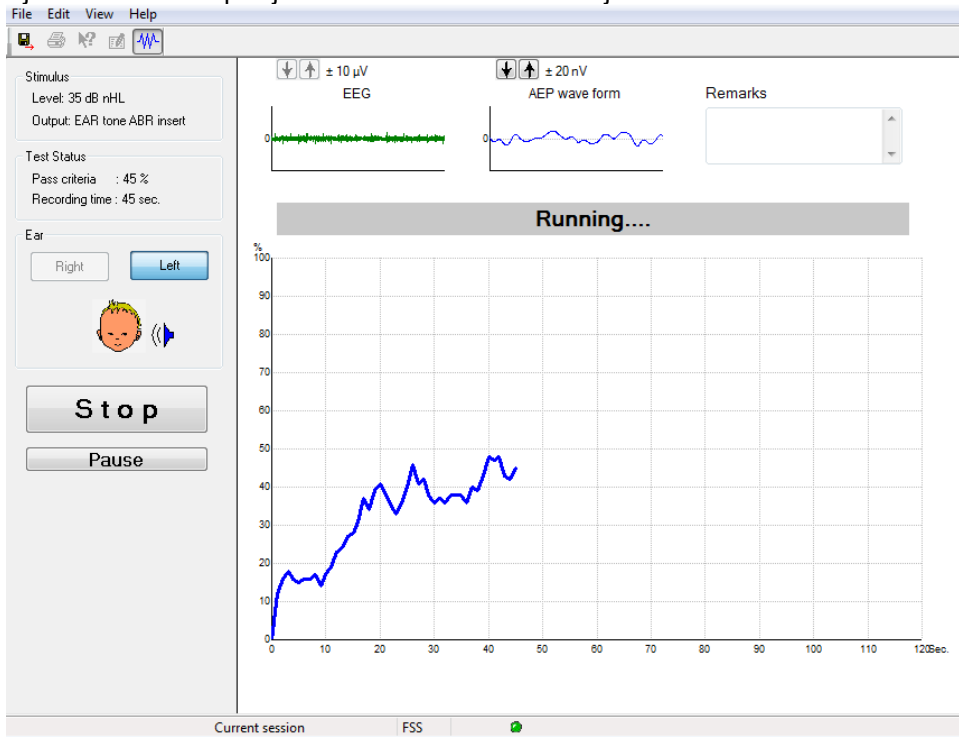 File Edit View Help
Stimulus
Level: 35 dB nHL
Output: EAR tone ABR insert
Test Status
Pass criteria : 45 %
Recording time : 45 sec.
Ear
Right Left
Stop
Pause
± 10 µV
EEG
0
± 20 nV
AEP wave form
0
Remarks
Running....
%
100
90
80
70
60
50
40
30
20
10
0
0 10 20 30 40 50 60 70 80 90 100 110 120 Sec.
Current session FSS